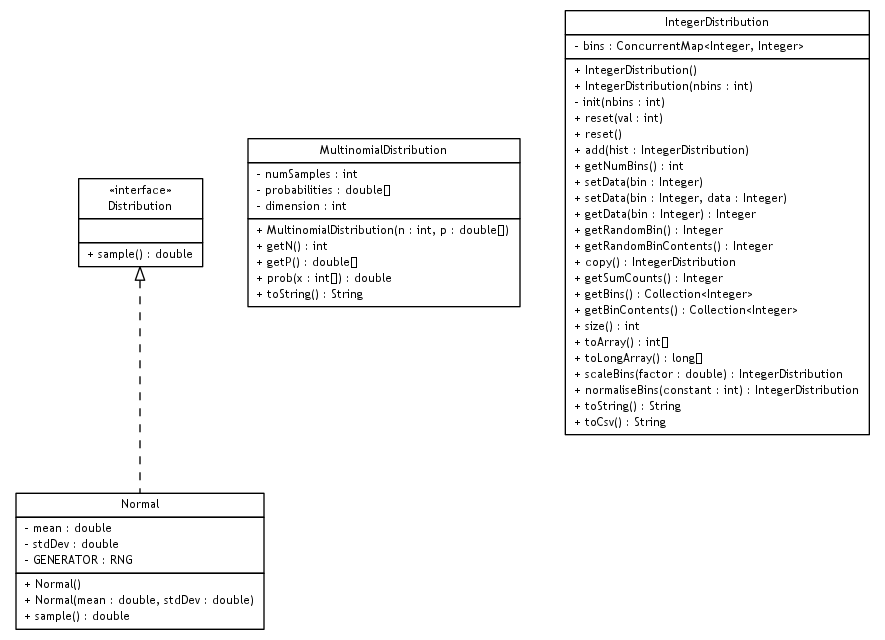 «interface»
Distribution
+ sample() : double
Normal
- mean : double
- stdDev : double
- GENERATOR : RNG
+ Normal()
+ Normal(mean : double, stdDev : double)
+ sample() : double
MultinomialDistribution
- numSamples : int
- probabilities : double[]
- dimension : int
+ MultinomialDistribution(n : int, p : double[])
+ getN() : int
+ getP() : double[]
+ prob(x : int[]) : double
+ toString() : String
IntegerDistribution
- bins : ConcurrentMap<Integer, Integer>
+ IntegerDistribution()
+ IntegerDistribution(nbins : int)
- init(nbins : int)
+ reset(val : int)
+ reset()
+ add(hist : IntegerDistribution)
+ getNumBins() : int
+ setData(bin : Integer)
+ setData(bin : Integer, data : Integer)
+ getData(bin : Integer) : Integer
+ getRandomBin() : Integer
+ getRandomBinContents() : Integer
+ copy() : IntegerDistribution
+ getSumCounts() : Integer
+ getBins() : Collection<Integer>
+ getBinContents() : Collection<Integer>
+ size() : int
+ toArray() : int[]
+ toLongArray() : long[]
+ scaleBins(factor : double) : IntegerDistribution
+ normaliseBins(constant : int) : IntegerDistribution
+ toString() : String
+ toCsv() : String